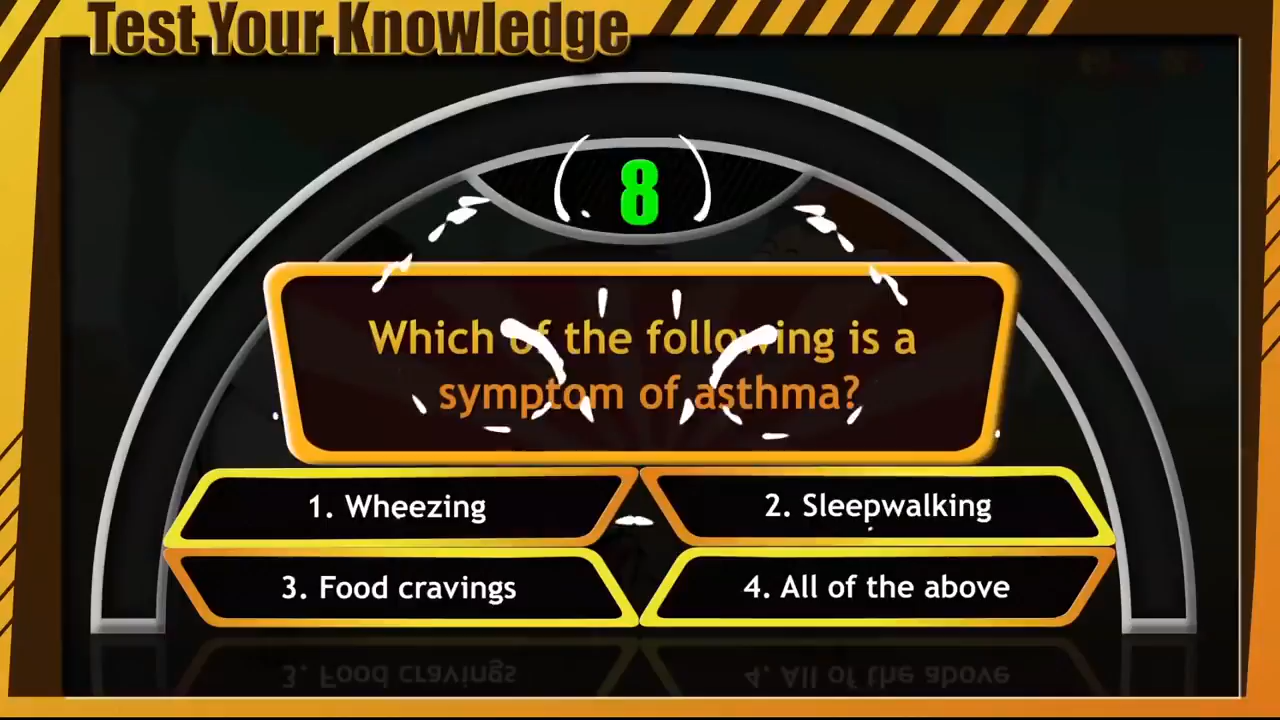 Test Your Knowledge
8
Which of the following is a
symptom of asthma?
1. Wheezing
2. Sleepwalking
3. Food cravings
4. All of the above